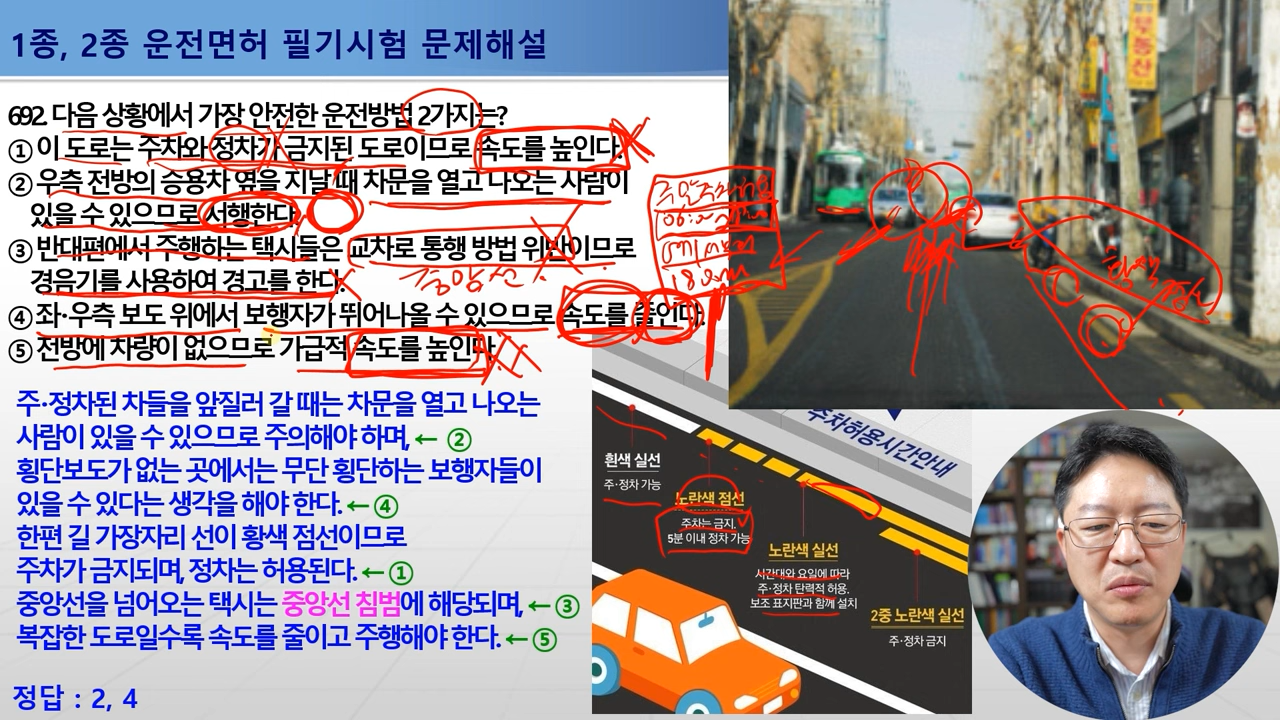 1종, 2종 운전면허 필기시험 문제해설
692. 다음 상황에서 가장 안전한 운전방법 2가지는?
① 이 도로는 주차와 정차가 금지된 도로이므로 속도를 높인다.
② 우측 전방의 승용차 옆을 지날 때 차문을 열고 나오는 사람이
있을 수 있으므로 서행한다.
③ 반대편에서 주행하는 택시들은 교차로 통행 방법 위반이므로
경음기를 사용하여 경고를 한다.
중앙선
④ 좌·우측 보도 위에서 보행자가 뛰어나올 수 있으므로 속도를 줄인다.
⑤ 전방에 차량이 없으므로 가급적 속도를 높인다.
주·정차된 차들을 앞질러 갈 때는 차문을 열고 나오는
사람이 있을 수 있으므로 주의해야 하며, ← ②
횡단보도가 없는 곳에서는 무단 횡단하는 보행자들이
있을 수 있다는 생각을 해야 한다. ← ④
한편 길 가장자리 선이 황색 점선이므로
주차가 금지되며, 정차는 허용된다. ← ①
중앙선을 넘어오는 택시는 중앙선 침범에 해당되며, ← ③
복잡한 도로일수록 속도를 줄이고 주행해야 한다. ← ⑤
정답 : 2, 4
부동산
황색
점선
주차허용시간안내
흰색 실선
주·정차 가능
노란색 점선
주차는 금지,
5분 이내 정차 가능
노란색 실선
시간대와 요일에 따라
주·정차 탄력적 허용.
보조 표지판과 함께 설치
2중 노란색 실선
주·정차 금지